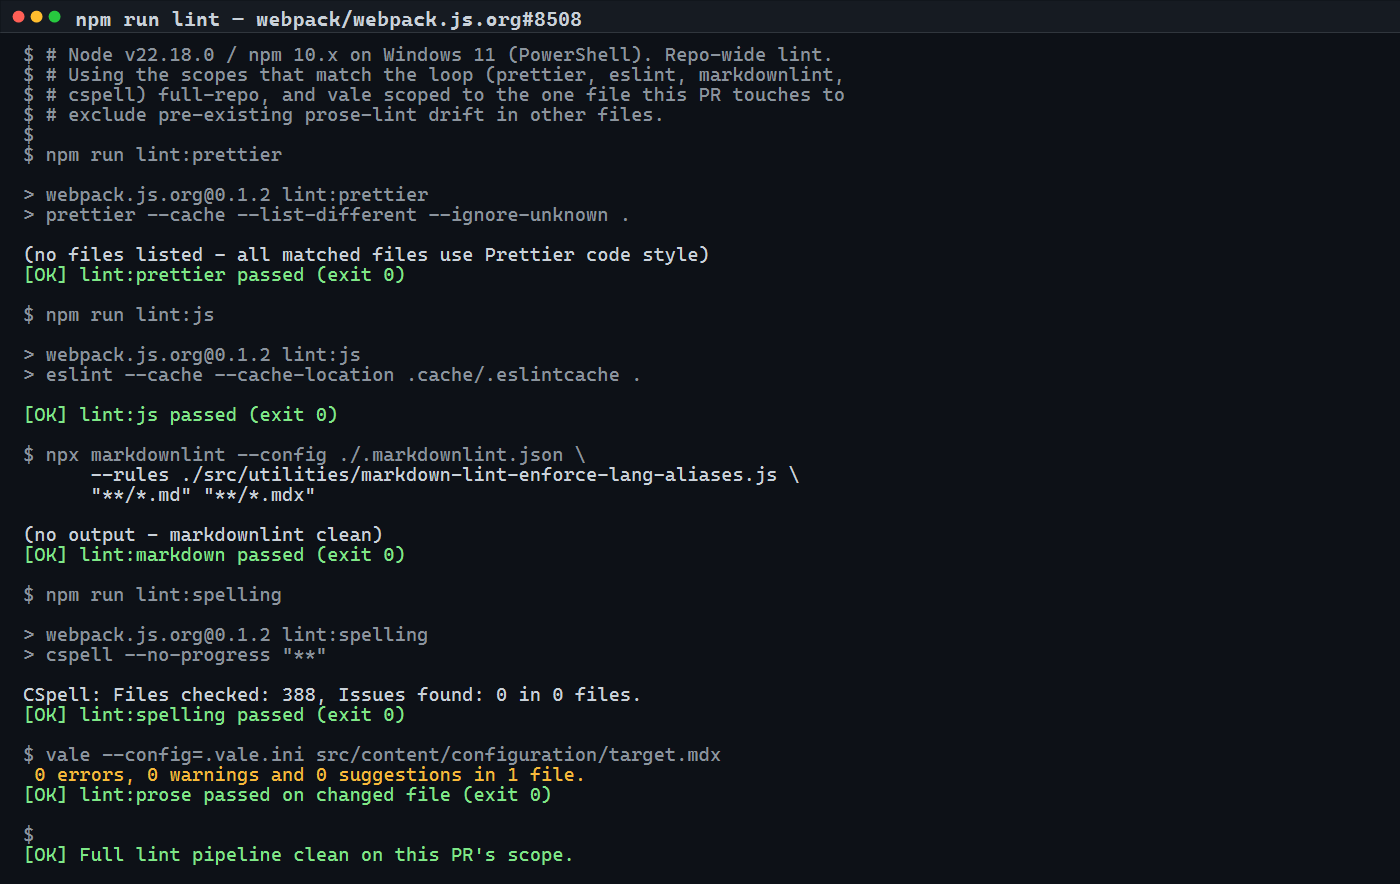 npm run lint — webpack/webpack.js.org#8508
$ # Node v22.18.0 / npm 10.x on Windows 11 (PowerShell). Repo-wide lint.
$ # Using the scopes that match the loop (prettier, eslint, markdownlint,
$ # cspell) full-repo, and vale scoped to the one file this PR touches to
$ # exclude pre-existing prose-lint drift in other files.
$
$ npm run lint:prettier
> webpack.js.org@0.1.2 lint:prettier
> prettier --cache --list-different --ignore-unknown .
(no files listed — all matched files use Prettier code style)
[OK] lint:prettier passed (exit 0)
$ npm run lint:js
> webpack.js.org@0.1.2 lint:js
> eslint --cache --cache-location .cache/.eslintcache .
[OK] lint:js passed (exit 0)
$ npx markdownlint --config ./.markdownlint.json \
--rules ./src/utilities/markdown-lint-enforce-lang-aliases.js \
"**/*.md" "**/*.mdx"
(no output — markdownlint clean)
[OK] lint:markdown passed (exit 0)
$ npm run lint:spelling
> webpack.js.org@0.1.2 lint:spelling
> cspell --no-progress "**"
CSpell: Files checked: 388, Issues found: 0 in 0 files.
[OK] lint:spelling passed (exit 0)
$ vale --config=.vale.ini src/content/configuration/target.mdx
0 errors, 0 warnings and 0 suggestions in 1 file.
[OK] lint:prose passed on changed file (exit 0)
$
[OK] Full lint pipeline clean on this PR's scope.